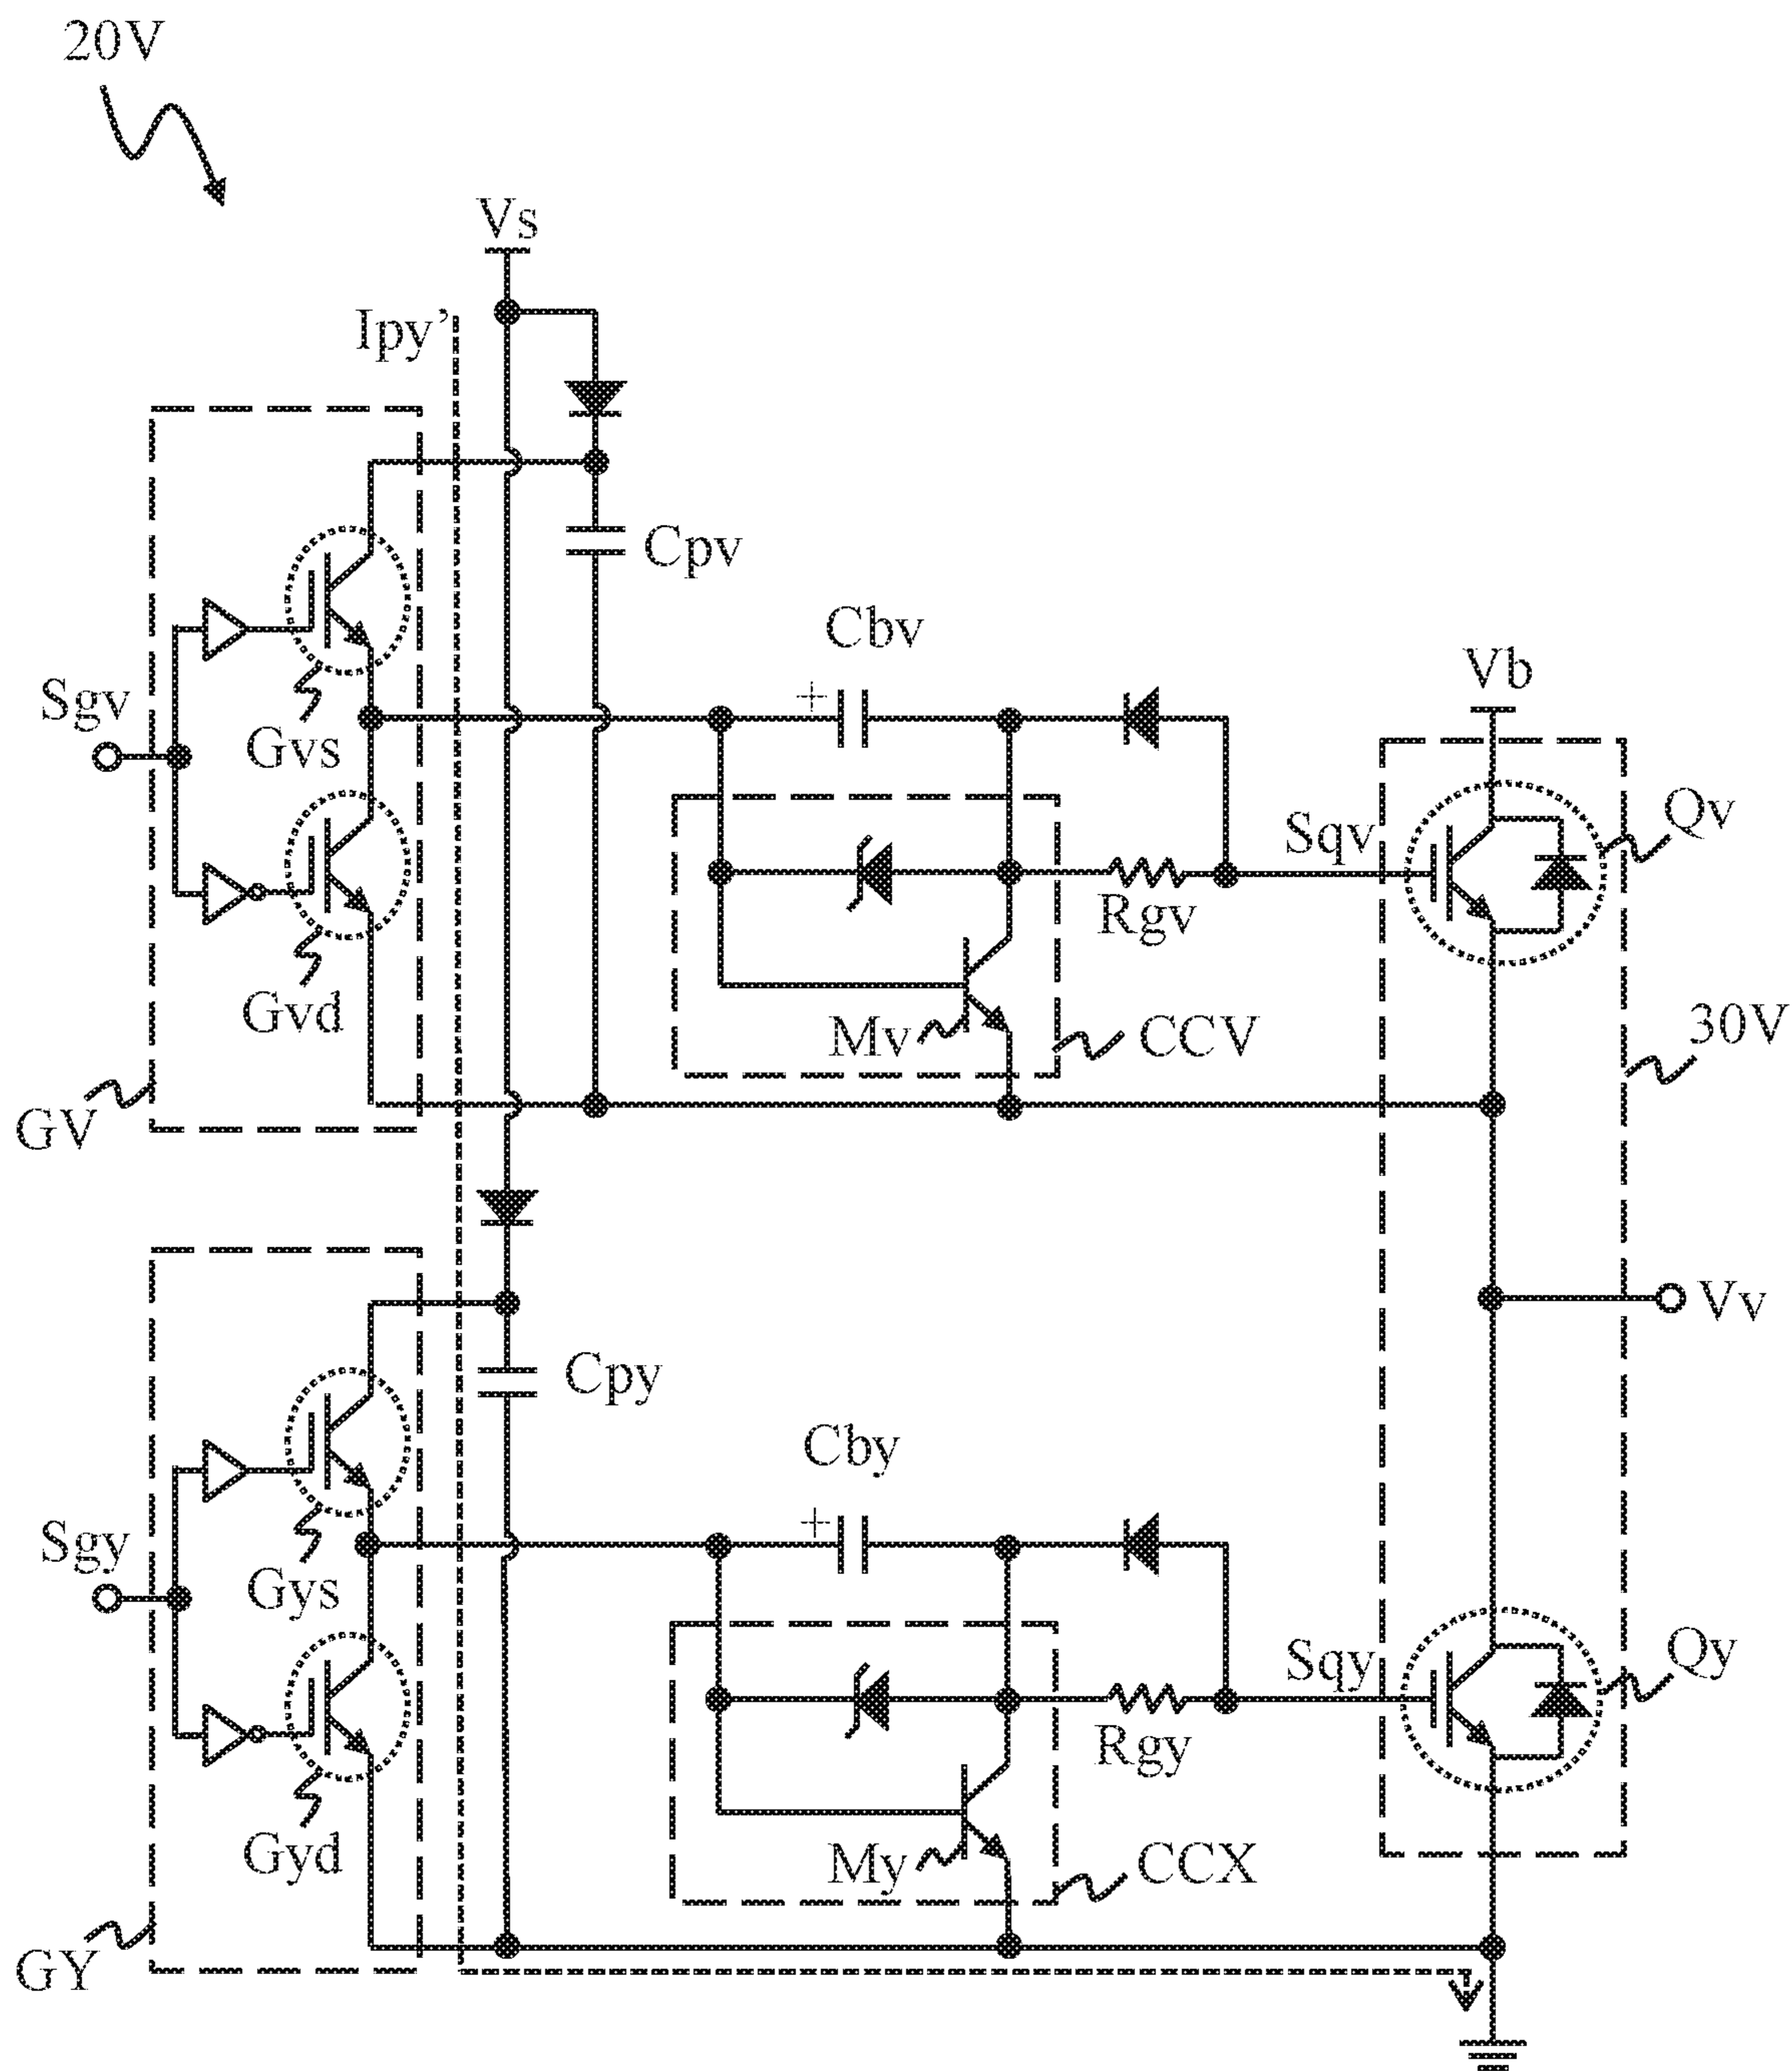 20V
Vs
Ipy’
Cpv
Cbv
Vb
Sgv
Gvs
Sqv
Qv
Rgv
Gvd
Mv
CCV
30V
GV
Vv
Cpy
Cby
Sgy
Gys
Sqy
Qy
Rgy
Gyd
My
CCX
GY